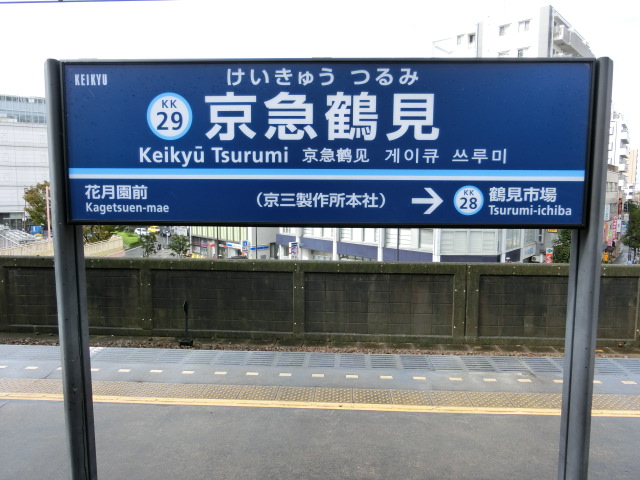 KEIKYU
けいきゅう つるみ
KK 29 京急鶴見
Keikyū Tsurumi 京急鹤见 게이큐 쓰루미
花月園前
Kagetsuen-mae
(京三製作所本社)
→
KK 28 鶴見市場
Tsurumi-ichiba